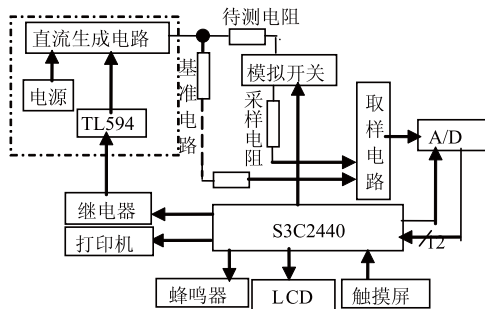 待测电阻
直流生成电路
电源
TL594
基准电路
模拟开关
采样电阻
取样电路
A/D
继电器
打印机
S3C2440
12
蜂鸣器
LCD
触摸屏